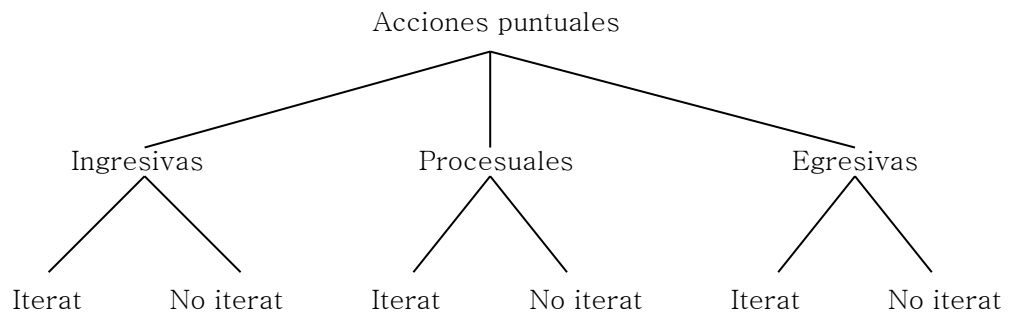 Acciones puntuales
Ingresivas Procesuales Egresivas
Iterat No iterat Iterat No iterat Iterat No iterat